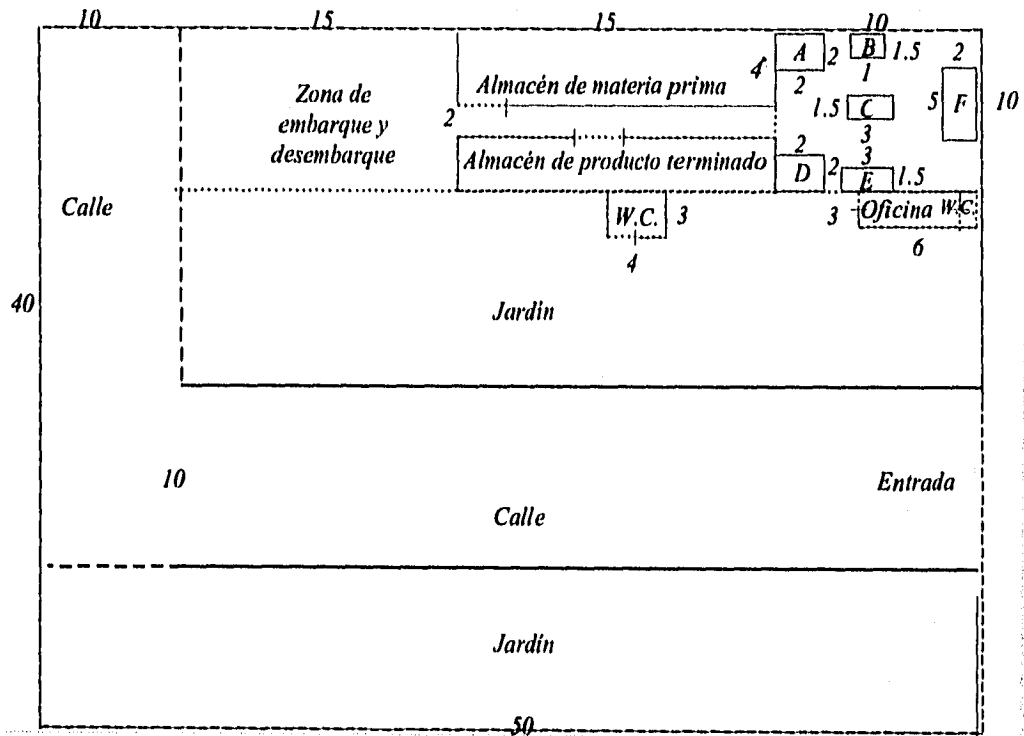 10
15
15
10
A
2
B
1.5
2
4
2
1
Zona de
embarque y
desembarque
Almacén de materia prima
1.5
C
5
F
10
2
3
2
3
Almacén de producto terminado
D
2
E
1.5
Calle
W.C.
3
3
Oficina
W.C.
4
6
40
Jardín
10
Entrada
Calle
Jardín
50